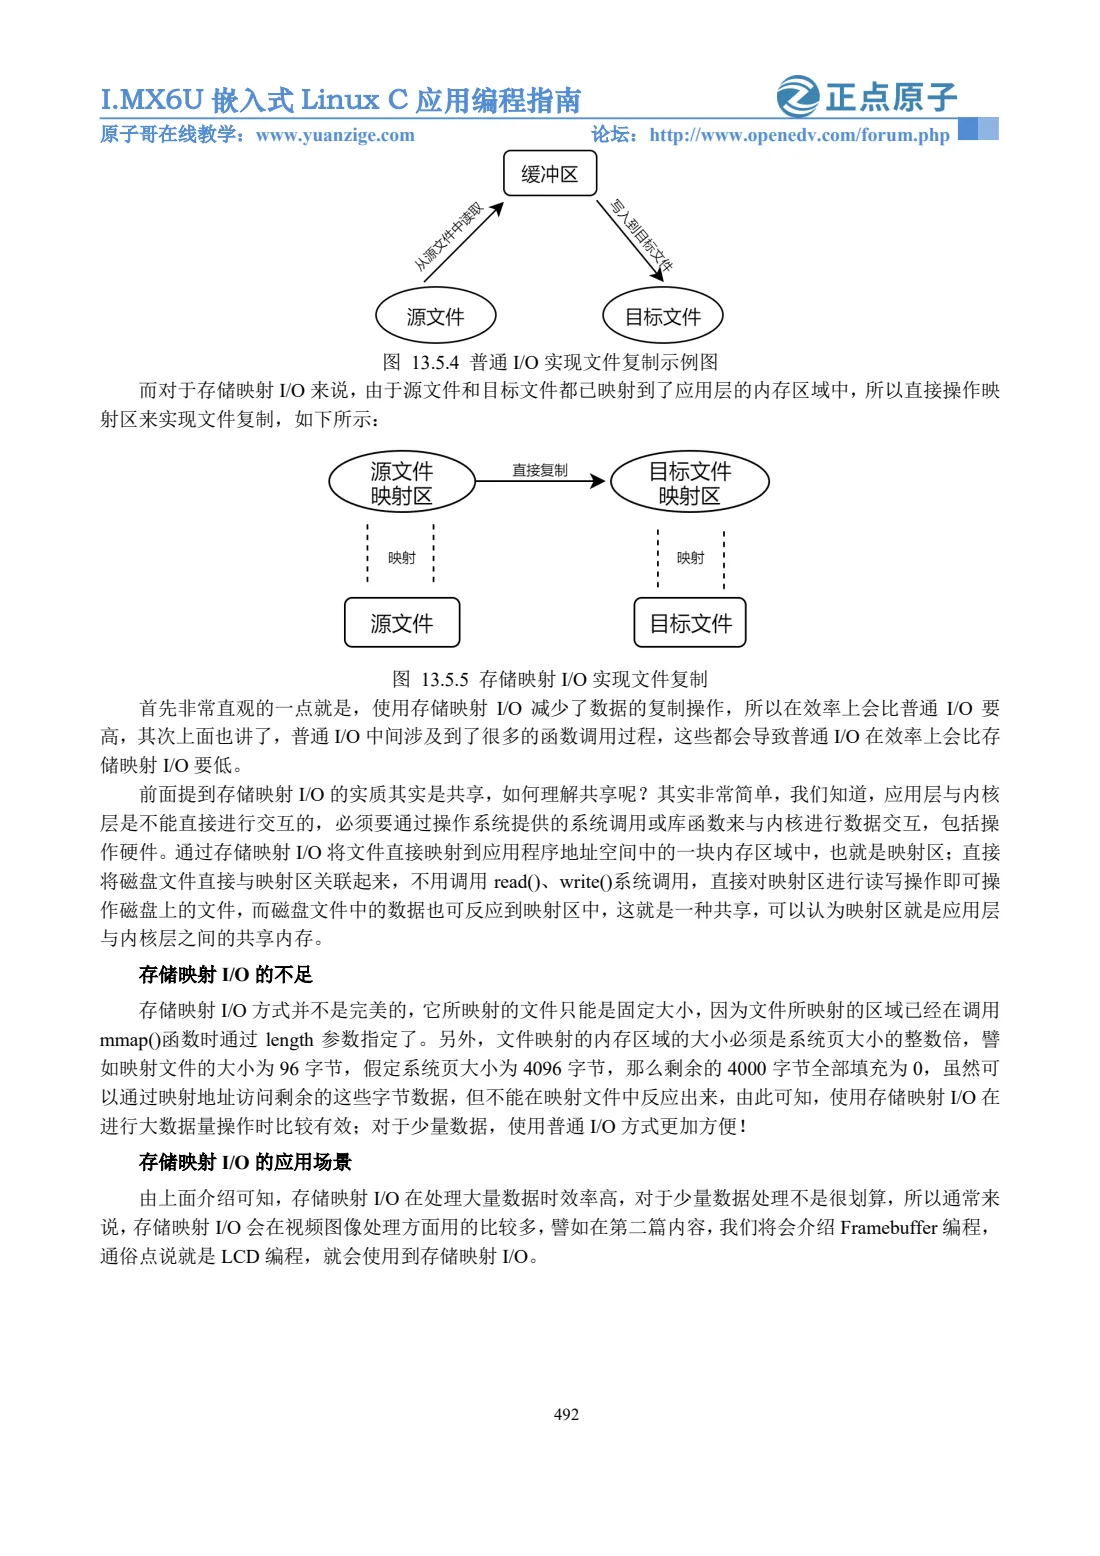 I.MX6U 嵌入式 Linux C 应用编程指南
正点原子
原子哥在线教学：www.yuanzige.com 论坛：http://www.openedv.com/forum.php
缓冲区
从源文件中读取
写入到目标文件
源文件
目标文件
图 13.5.4 普通 I/O 实现文件复制示例图
而对于存储映射 I/O 来说，由于源文件和目标文件都已映射到了应用层的内存区域中，所以直接操作映
射区来实现文件复制，如下所示：
源文件
映射区
直接复制
目标文件
映射区
映射
映射
源文件
目标文件
图 13.5.5 存储映射 I/O 实现文件复制
首先非常直观的一点就是，使用存储映射 I/O 减少了数据的复制操作，所以在效率上会比普通 I/O 要
高，其次上面也讲了，普通 I/O 中间涉及到了很多的函数调用过程，这些都会导致普通 I/O 在效率上会比存
储映射 I/O 要低。
前面提到存储映射 I/O 的实质其实是共享，如何理解共享呢？其实非常简单，我们知道，应用层与内核
层是不能直接进行交互的，必须要通过操作系统提供的系统调用或库函数来与内核进行数据交互，包括操
作硬件。通过存储映射 I/O 将文件直接映射到应用程序地址空间中的一块内存区域中，也就是映射区；直接
将磁盘文件直接与映射区关联起来，不用调用 read()、write()系统调用，直接对映射区进行读写操作即可操
作磁盘上的文件，而磁盘文件中的数据也可反应到映射区中，这就是一种共享，可以认为映射区就是应用层
与内核层之间的共享内存。
存储映射 I/O 的不足
存储映射 I/O 方式并不是完美的，它所映射的文件只能是固定大小，因为文件所映射的区域已经在调用
mmap()函数时通过 length 参数指定了。另外，文件映射的内存区域的大小必须是系统页大小的整数倍，譬
如映射文件的大小为 96 字节，假定系统页大小为 4096 字节，那么剩余的 4000 字节全部填充为 0，虽然可
以通过映射地址访问剩余的这些字节数据，但不能在映射文件中反应出来，由此可知，使用存储映射 I/O 在
进行大数据量操作时比较有效；对于少量数据，使用普通 I/O 方式更加方便！
存储映射 I/O 的应用场景
由上面介绍可知，存储映射 I/O 在处理大量数据时效率高，对于少量数据处理不是很划算，所以通常来
说，存储映射 I/O 会在视频图像处理方面用的比较多，譬如在第二篇内容，我们将会介绍 Framebuffer 编程，
通俗点说就是 LCD 编程，就会使用到存储映射 I/O。
492